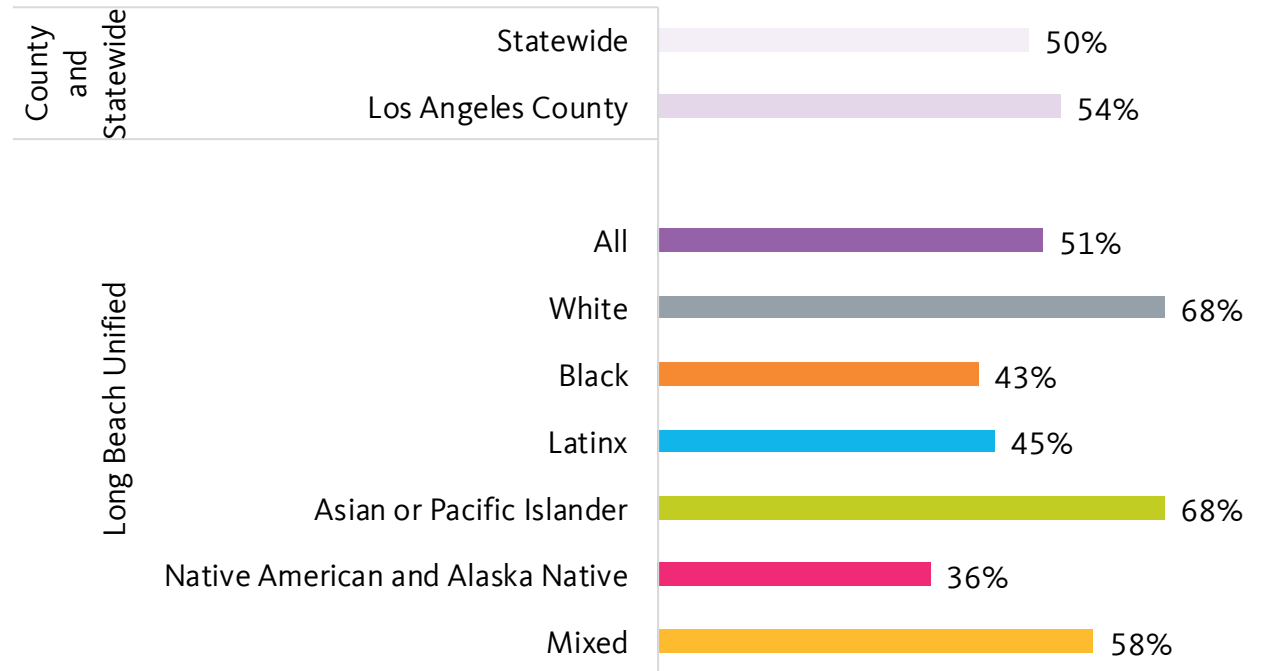 County
and
Statewide
Statewide 50%
Los Angeles County 54%
Long Beach Unified
All 51%
White 68%
Black 43%
Latinx 45%
Asian or Pacific Islander 68%
Native American and Alaska Native 36%
Mixed 58%